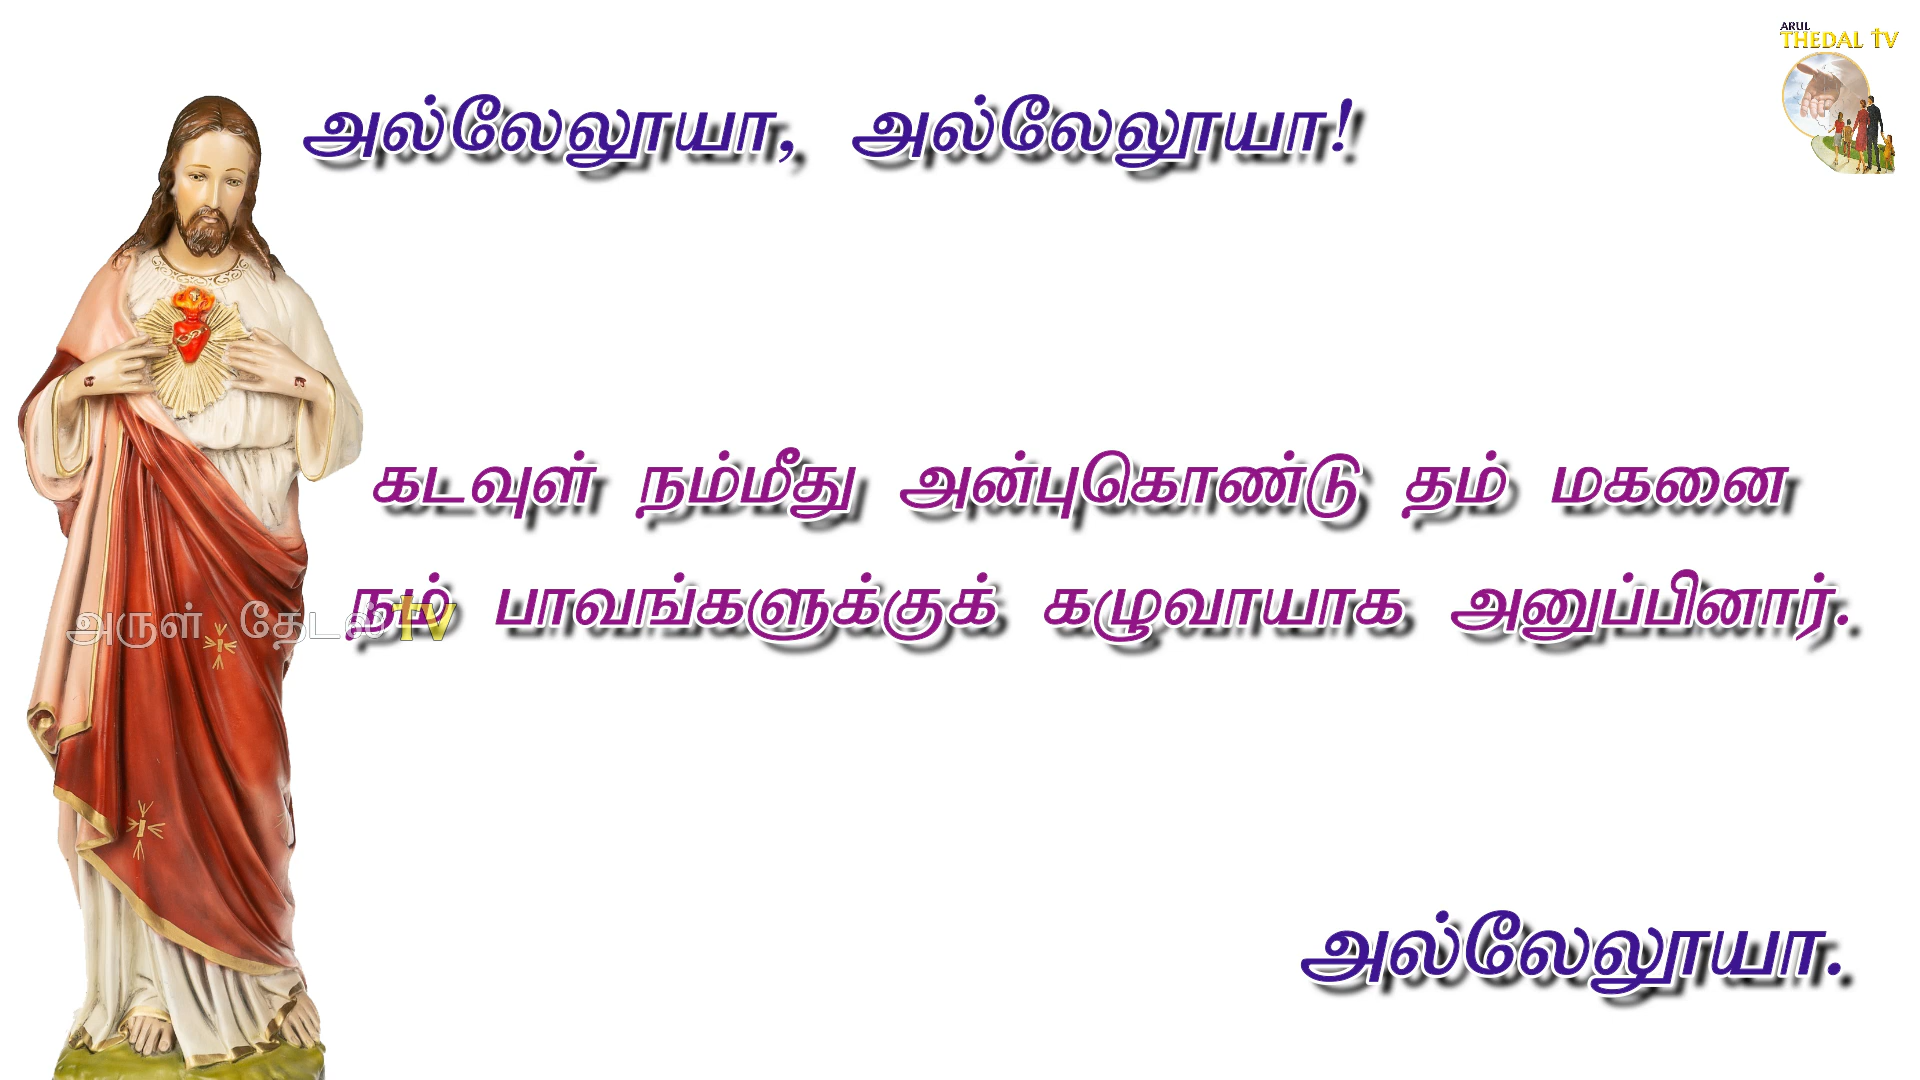 ARUL
THEDAL TV
அல்லேலூயா, அல்லேலூயா!
கடவுள் நம்மீது அன்புகொண்டு தம் மகனை
நம் பாவங்களுக்குக் கழுவாயாக அனுப்பினார்.
அருள் தேடல் TV
அல்லேலூயா.